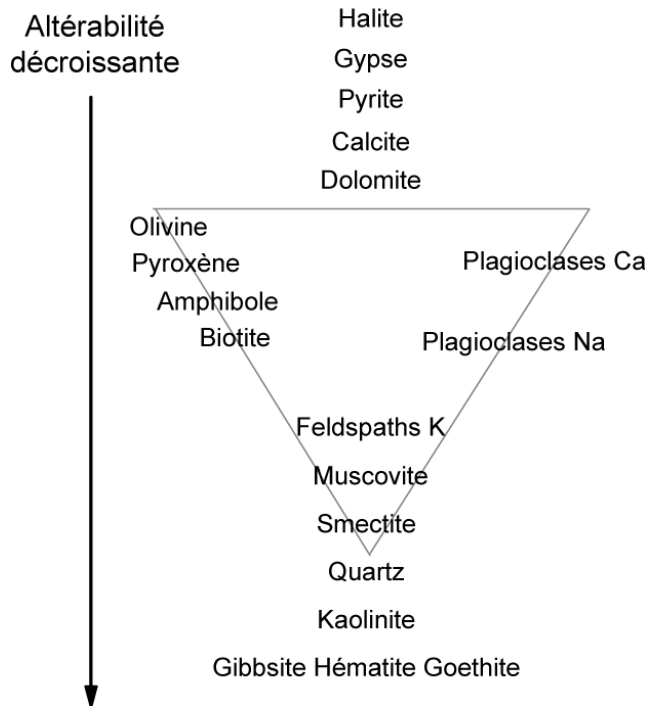 Altérabilité
décroissante
Halite
Gypse
Pyrite
Calcite
Dolomite
Olivine
Pyroxène
Plagioclases Ca
Amphibole
Biotite
Plagioclases Na
Feldspaths K
Muscovite
Smectite
Quartz
Kaolinite
Gibbsite Hématite Goethite